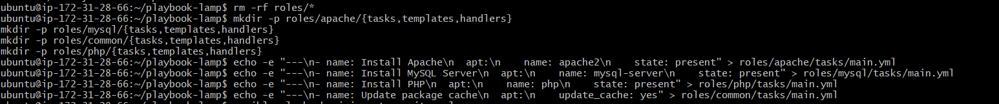 ubuntu@ip-172-31-28-66:~/playbook-lamp$ rm -rf roles/*
ubuntu@ip-172-31-28-66:~/playbook-lamp$ mkdir -p roles/apache/{tasks,templates,handlers}
mkdir -p roles/mysql/{tasks,templates,handlers}
mkdir -p roles/common/{tasks,templates,handlers}
mkdir -p roles/php/{tasks,templates,handlers}
ubuntu@ip-172-31-28-66:~/playbook-lamp$ echo -e "---\n- name: Install Apache\n  apt:\n    name: apache2\n    state: present" > roles/apache/tasks/main.yml
ubuntu@ip-172-31-28-66:~/playbook-lamp$ echo -e "---\n- name: Install MySQL Server\n  apt:\n    name: mysql-server\n    state: present" > roles/mysql/tasks/main.yml
ubuntu@ip-172-31-28-66:~/playbook-lamp$ echo -e "---\n- name: Install PHP\n  apt:\n    name: php\n    state: present" > roles/php/tasks/main.yml
ubuntu@ip-172-31-28-66:~/playbook-lamp$ echo -e "---\n- name: Update package cache\n  apt:\n    update_cache: yes" > roles/common/tasks/main.yml